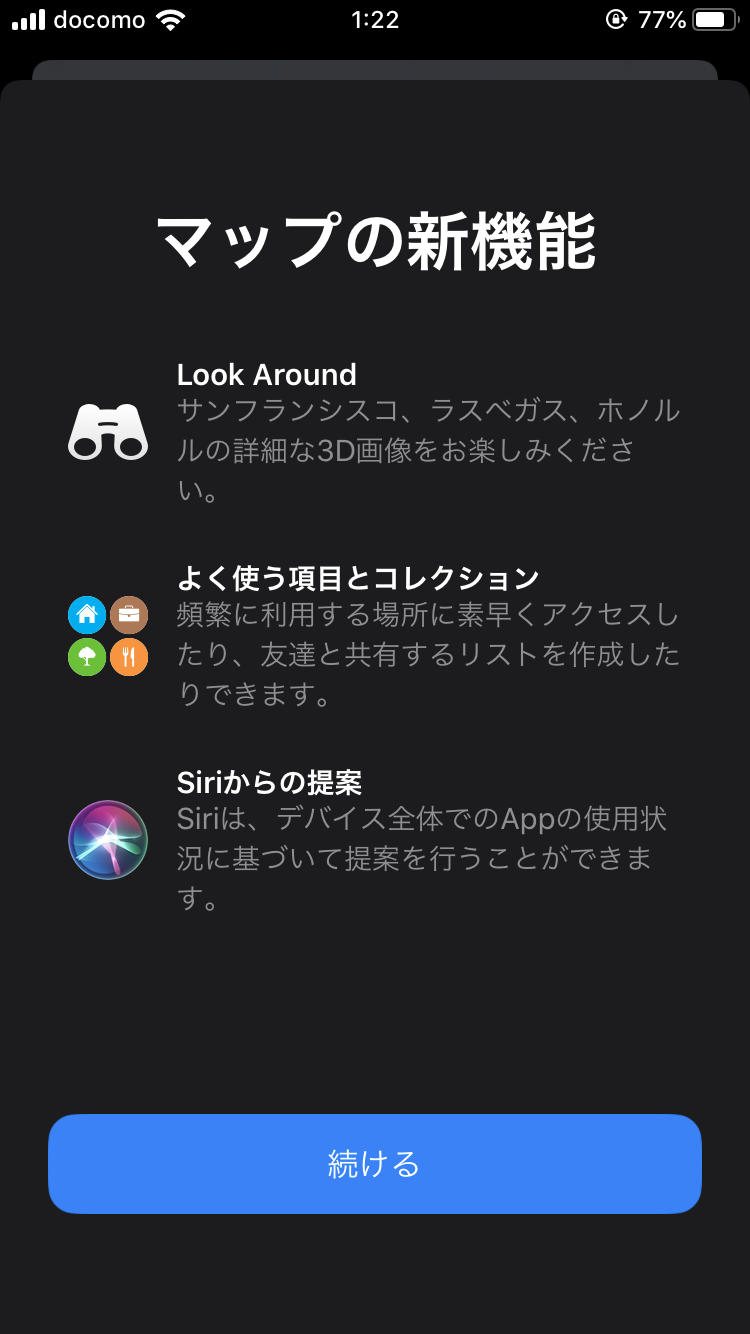 docomo 1:22 77%
マップの新機能
Look Around
サンフランシスコ、ラスベガス、ホノル
ルの詳細な3D画像をお楽しみくださ
い。
よく使う項目とコレクション
頻繁に利用する場所に素早くアクセスし
たり、友達と共有するリストを作成した
りできます。
Siriからの提案
Siriは、デバイス全体でのAppの使用状
況に基づいて提案を行うことができま
す。
続ける